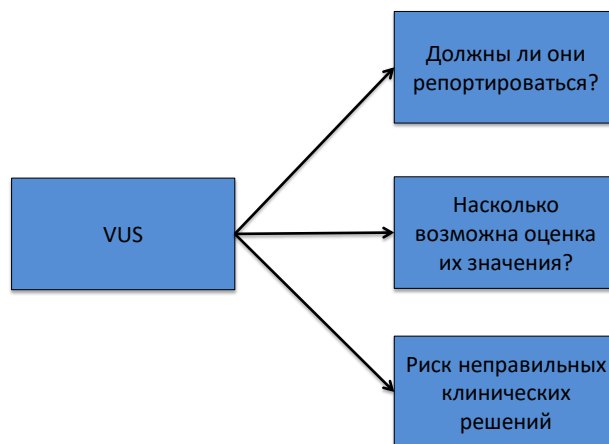 Должны ли они
репортироваться?
VUS
Насколько
возможна оценка
их значения?
Риск неправильных
клинических
решений